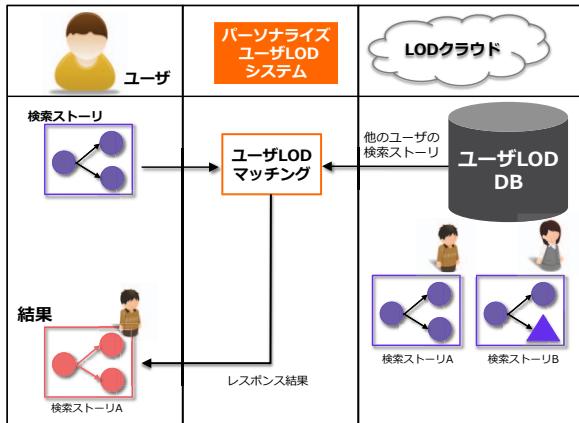 ユーザ
パーソナライズ
ユーザLOD
システム
LODクラウド
検索ストーリ
ユーザLOD
マッチング
他のユーザの
検索ストーリ
ユーザLOD
DB
検索ストーリA
検索ストーリB
結果
検索ストーリA
レスポンス結果